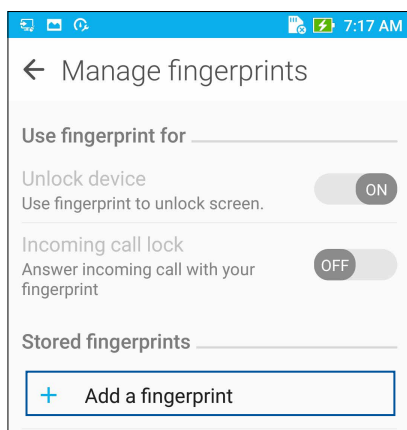 7:17 AM
Manage fingerprints
Use fingerprint for
Unlock device
Use fingerprint to unlock screen.
ON
Incoming call lock
Answer incoming call with your
fingerprint
OFF
Stored fingerprints
+ Add a fingerprint